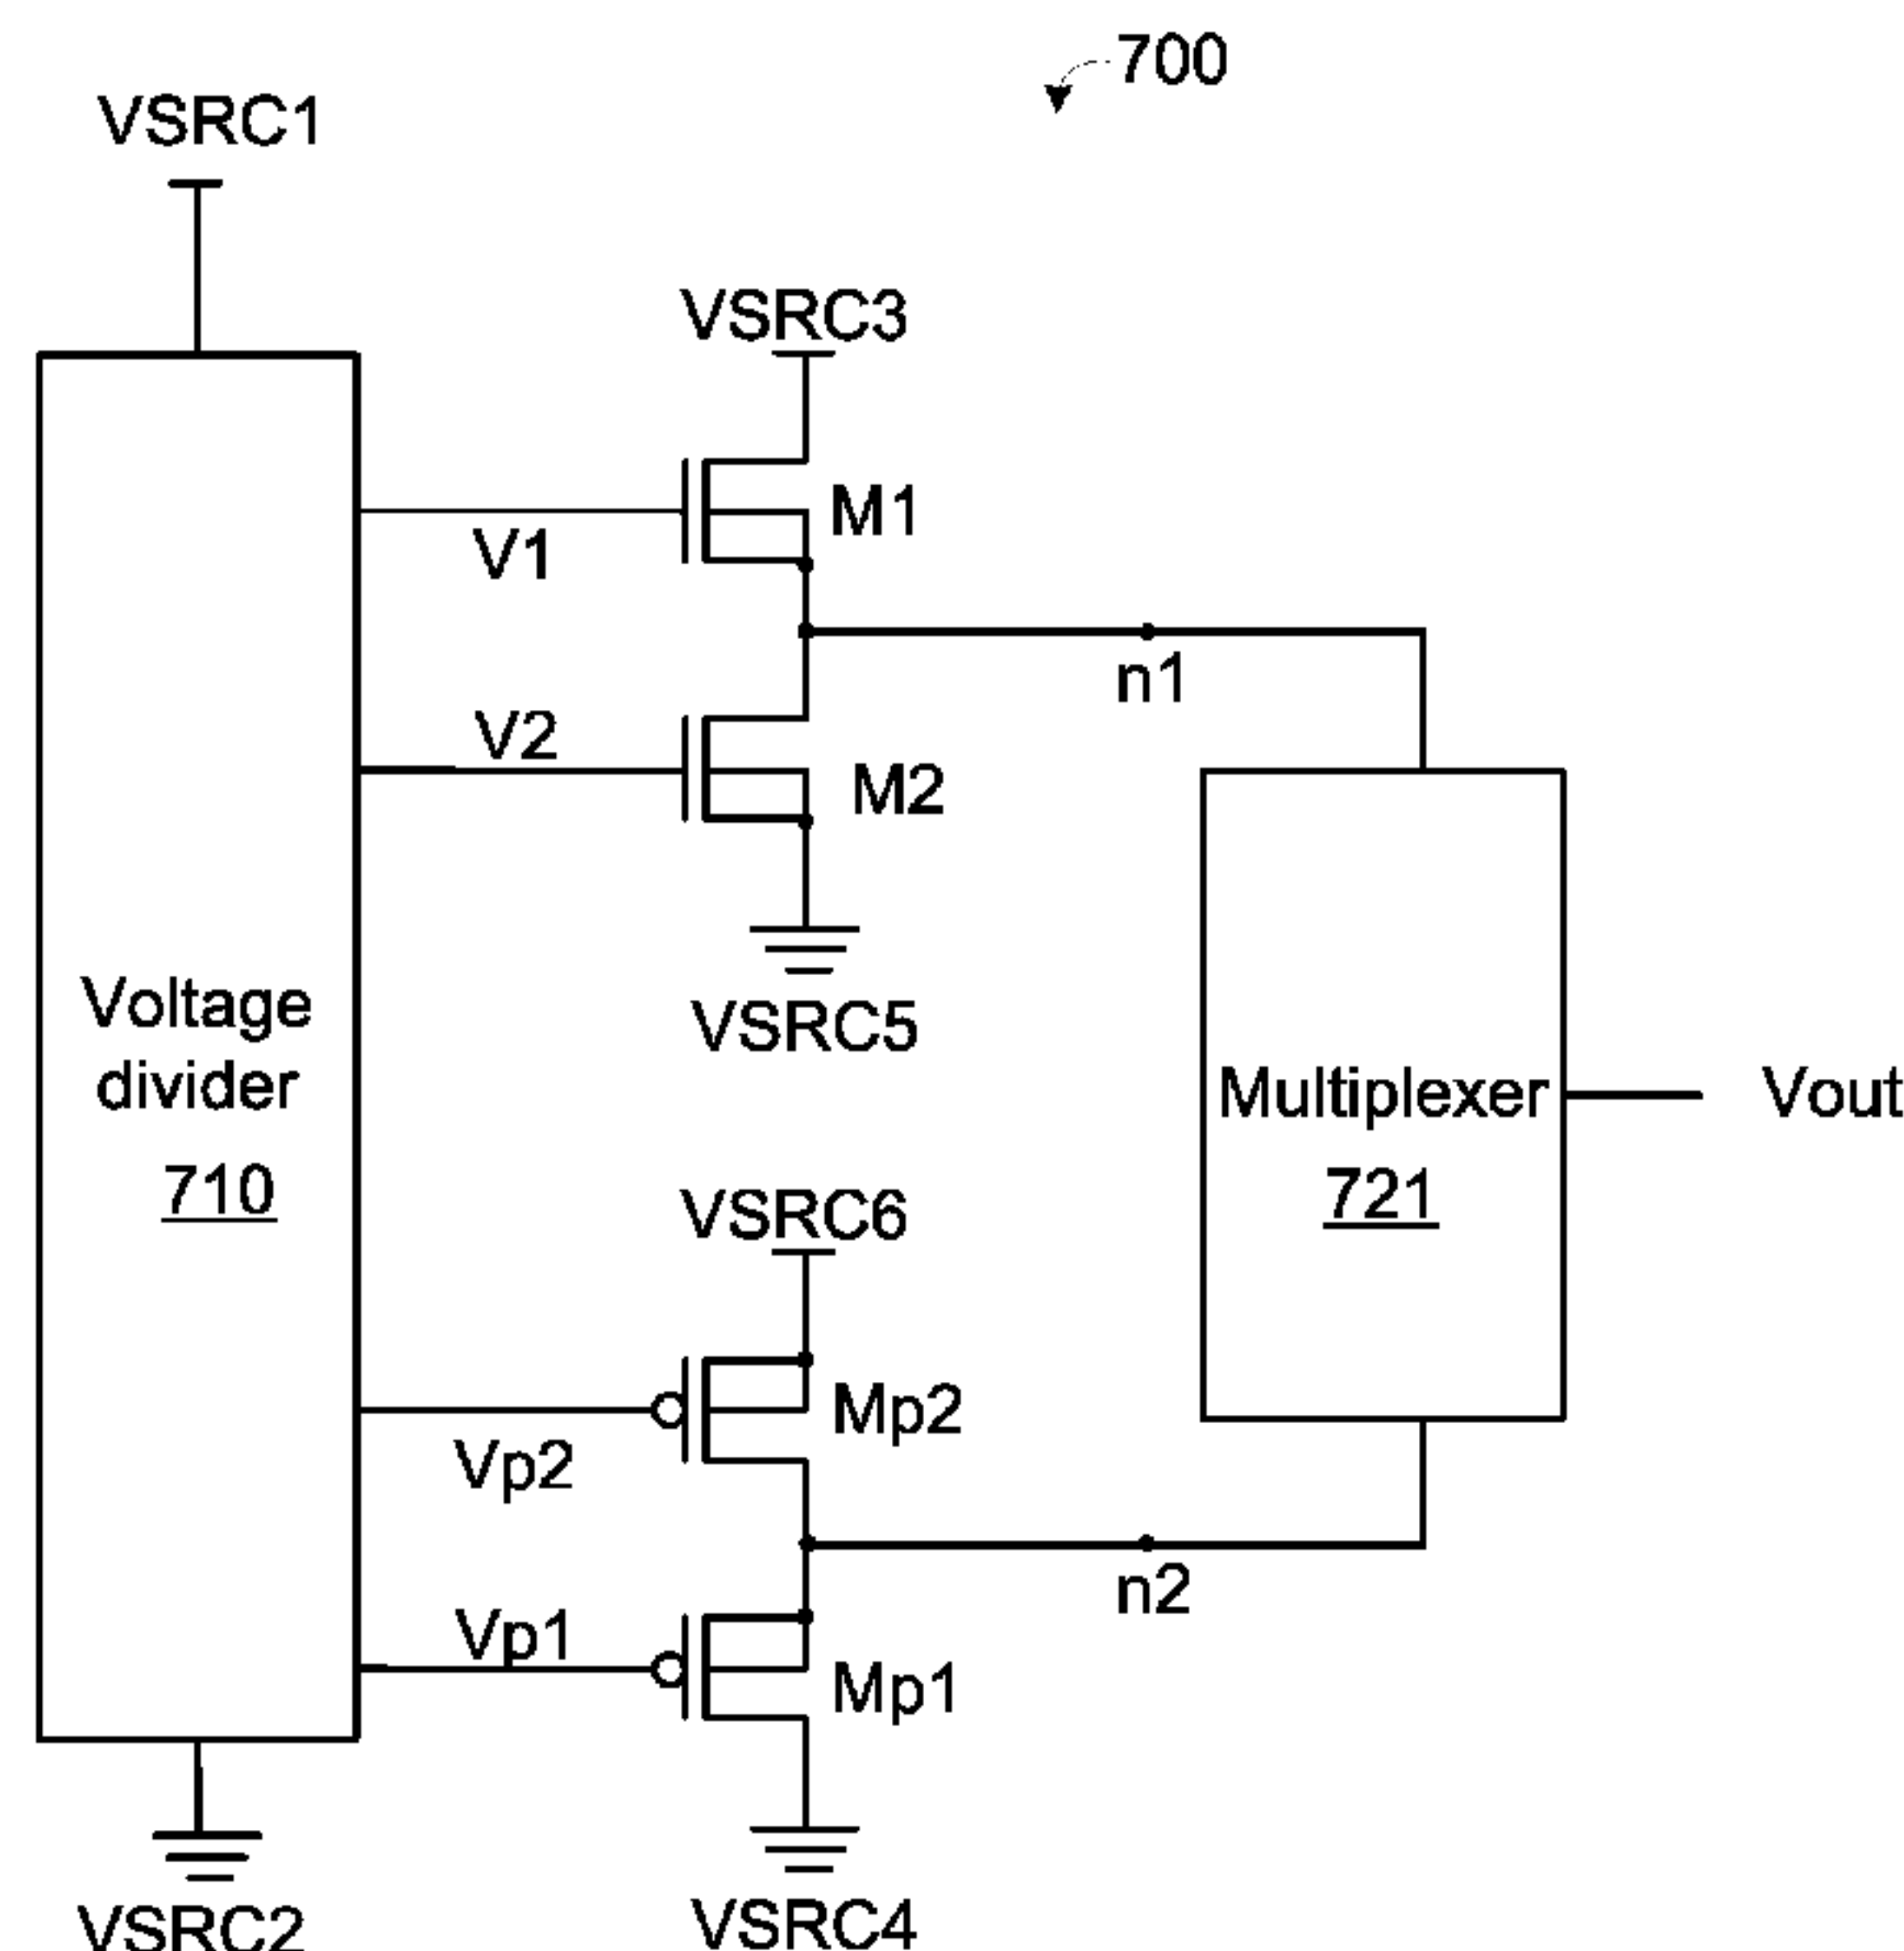 700
VSRC1
VSRC3
M1
V1
n1
V2
M2
VSRC5
Voltage
divider
710
Multiplexer
721
Vout
VSRC6
Mp2
Vp2
n2
Vp1
Mp1
VSRC4
VSRC2